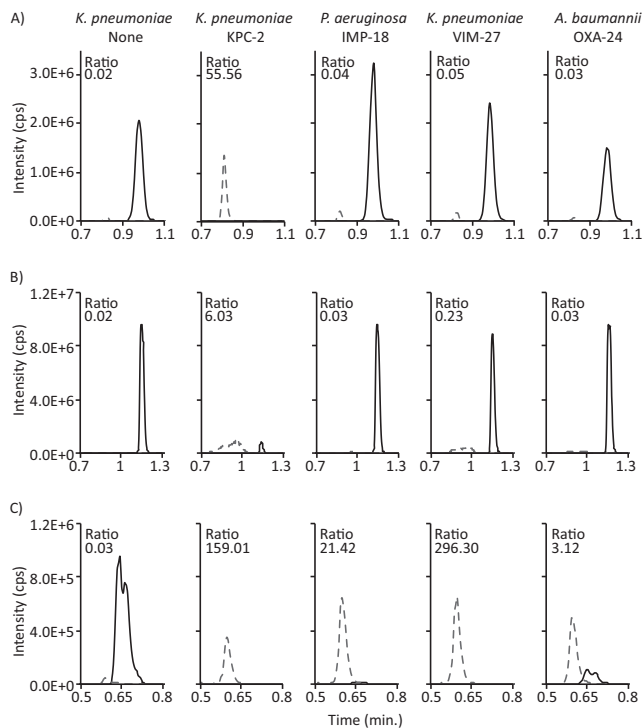 A)
K. pneumoniae K. pneumoniae P. aeruginosa K. pneumoniae A. baumannii
None KPC-2 IMP-18 VIM-27 OXA-24
Intensity (cps)
3.0E+6
2.0E+6
1.0E+6
0.0E+0
Ratio Ratio Ratio Ratio Ratio
0.02 55.56 0.04 0.05 0.03
0.7 0.9 1.1 0.7 0.9 1.1 0.7 0.9 1.1 0.7 0.9 1.1 0.7 0.9 1.1
B)
Intensity (cps)
1.2E+7
8.0E+6
4.0E+6
0.0E+0
Ratio Ratio Ratio Ratio Ratio
0.02 6.03 0.03 0.23 0.03
0.7 1 1.3 0.7 1 1.3 0.7 1 1.3 0.7 1 1.3 0.7 1 1.3
C)
Intensity (cps)
1.2E+6
8.0E+5
4.0E+5
0.0E+0
Ratio Ratio Ratio Ratio Ratio
0.03 159.01 21.42 296.30 3.12
0.5 0.65 0.8 0.5 0.65 0.8 0.5 0.65 0.8 0.5 0.65 0.8 0.5 0.65 0.8
Time (min.)